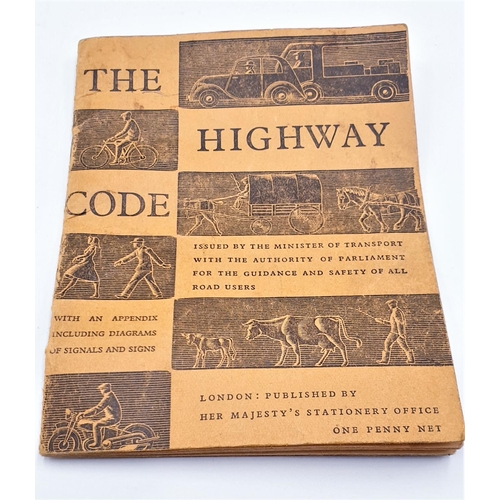 THE
HIGHWAY
CODE
ISSUED BY THE MINISTER OF TRANSPORT
WITH THE AUTHORITY OF PARLIAMENT
FOR THE GUIDANCE AND SAFETY OF ALL
ROAD USERS
WITH AN APPENDIX
INCLUDING DIAGRAMS
OF SIGNALS AND SIGNS
LONDON: PUBLISHED BY
HER MAJESTY'S STATIONERY OFFICE
ONE PENNY NET